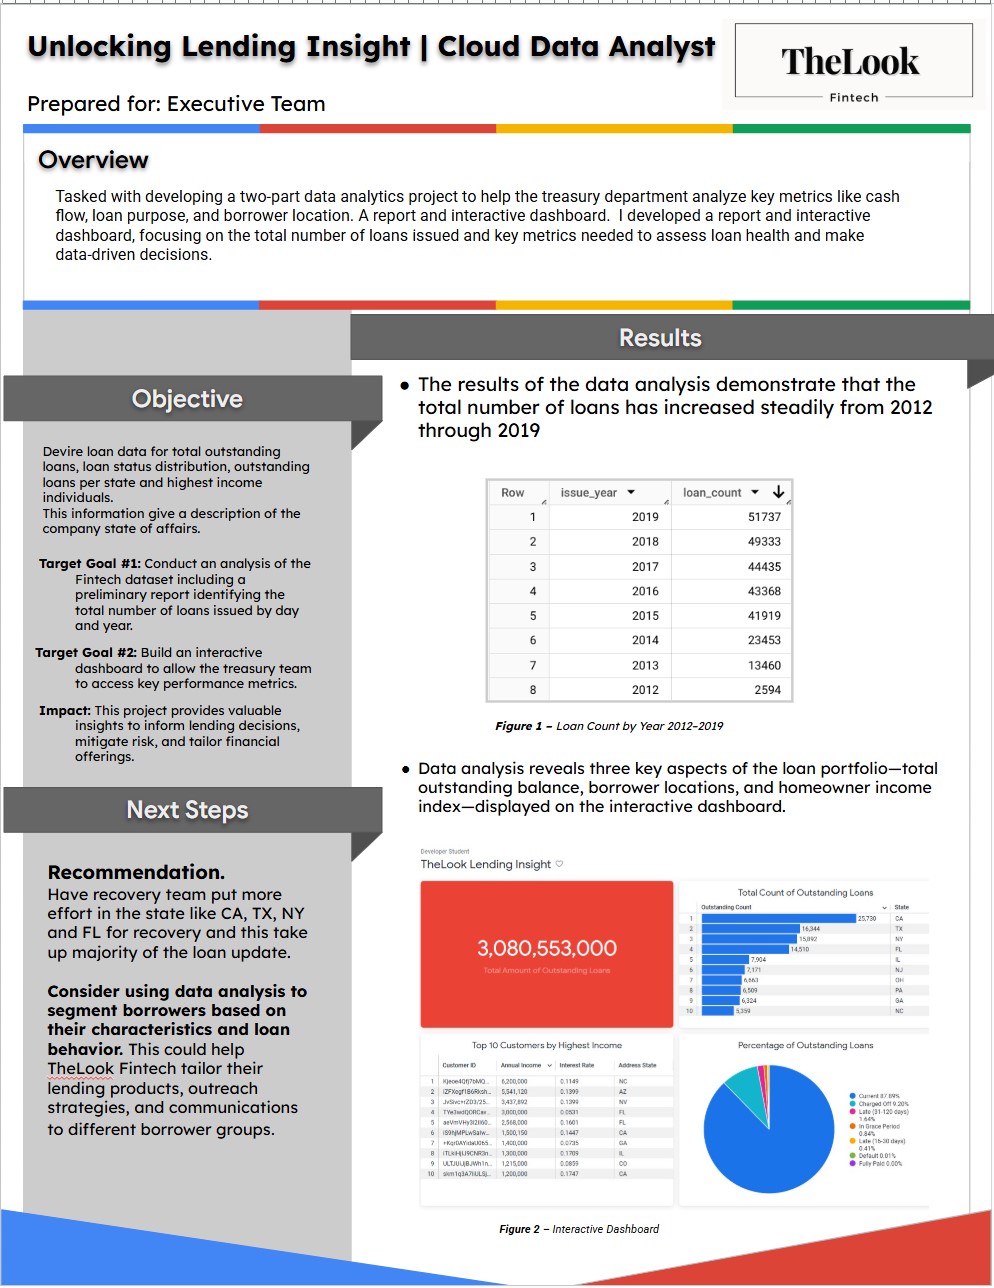 Unlocking Lending Insight | Cloud Data Analyst
TheLook
Fintech
Prepared for: Executive Team
Overview
Tasked with developing a two-part data analytics project to help the treasury department analyze key metrics like cash
flow, loan purpose, and borrower location. A report and interactive dashboard.  I developed a report and interactive
dashboard, focusing on the total number of loans issued and key metrics needed to assess loan health and make
data-driven decisions.
Objective
Devire loan data for total outstanding
loans, loan status distribution, outstanding
loans per state and highest income
individuals.
This information give a description of the
company state of affairs.
Target Goal #1: Conduct an analysis of the
Fintech dataset including a
preliminary report identifying the
total number of loans issued by day
and year.
Target Goal #2: Build an interactive
dashboard to allow the treasury team
to access key performance metrics.
Impact: This project provides valuable
insights to inform lending decisions,
mitigate risk, and tailor financial
offerings.
Next Steps
Recommendation.
Have recovery team put more
effort in the state like CA, TX, NY
and FL for recovery and this take
up majority of the loan update.
Consider using data analysis to
segment borrowers based on
their characteristics and loan
behavior. This could help
TheLook Fintech tailor their
lending products, outreach
strategies, and communications
to different borrower groups.
Results
● The results of the data analysis demonstrate that the
total number of loans has increased steadily from 2012
through 2019
Row issue_year loan_count
1 2019 51737
2 2018 49333
3 2017 44435
4 2016 43368
5 2015 41919
6 2014 23453
7 2013 13460
8 2012 2594
Figure 1 – Loan Count by Year 2012-2019
● Data analysis reveals three key aspects of the loan portfolio—total
outstanding balance, borrower locations, and homeowner income
index—displayed on the interactive dashboard.
Developer Student
TheLook Lending Insight
3,080,553,000
Total Amount of Outstanding Loans
Total Count of Outstanding Loans
Outstanding Count State
1 25,730 CA
2 16,344 TX
3 15,892 NY
4 14,510 FL
5 7,904 IL
6 7,171 NJ
7 6,663 OH
8 6,509 PA
9 6,324 GA
10 5,359 NC
Top 10 Customers by Highest Income
Customer ID Annual Income Interest Rate Address State
1 6,200,000 0.1149 NC
2 5,541,120 0.1399 AZ
3 3,437,892 0.1399 NV
4 3,000,000 0.0531 FL
5 2,568,000 0.1601 FL
6 1,500,150 0.1447 CA
7 1,400,000 0.0735 GA
8 1,300,000 0.1709 IL
9 1,215,000 0.0859 CO
10 1,200,000 0.1747 CA
Percentage of Outstanding Loans
Current 87.89%
Charged Off 9.20%
Late (31-120 days)
1.64%
In Grace Period
0.84%
Late (16-30 days)
0.41%
Default 0.01%
Fully Paid 0.00%
Figure 2 – Interactive Dashboard